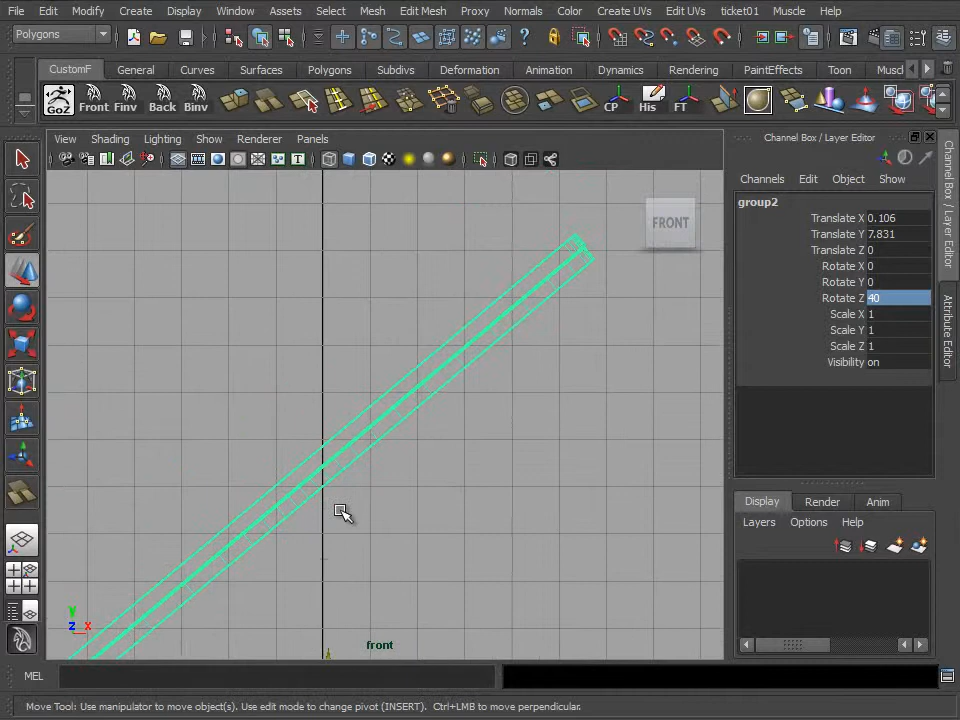 File Edit Modify Create Display Window Assets Select Mesh Edit Mesh Proxy Normals Color Create UVs Edit UVs ticket01 Muscle Help
Polygons
CustomF General Curves Surfaces Polygons Subdivs Deformation Animation Dynamics Rendering PaintEffects Toon
GoZ Fnnt Finv Back Binv CP His FT
View Shading Lighting Show Renderer Panels
Channel Box / Layer Editor
Channels Edit Object Show
group2
Translate X 0.106
Translate Y 7.831
Translate Z 0
Rotate X 0
Rotate Y 0
Rotate Z 40
Scale X 1
Scale Y 1
Scale Z 1
Visibility on
FRONT
Channel Box / Layer Editor
Attribute Editor
Display Render Anim
Layers Options Help
y
z x
front
MEL
Move Tool: Use manipulator to move object(s). Use edit mode to change pivot (INSERT). Ctrl+LMB to move perpendicular.